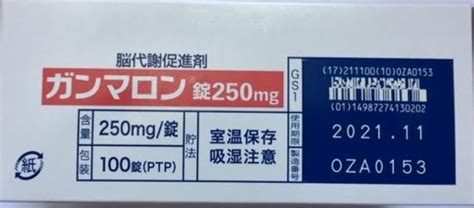 脳代謝促進剤
ガンマロン錠250mg
含量 250mg/錠
包装 100錠(PTP)
貯法 室温保存
吸湿注意
GS1
(17)211100(10)OZA0153
(01)14987274130202
使用期限 2021.11
製造番号 OZA0153
紙